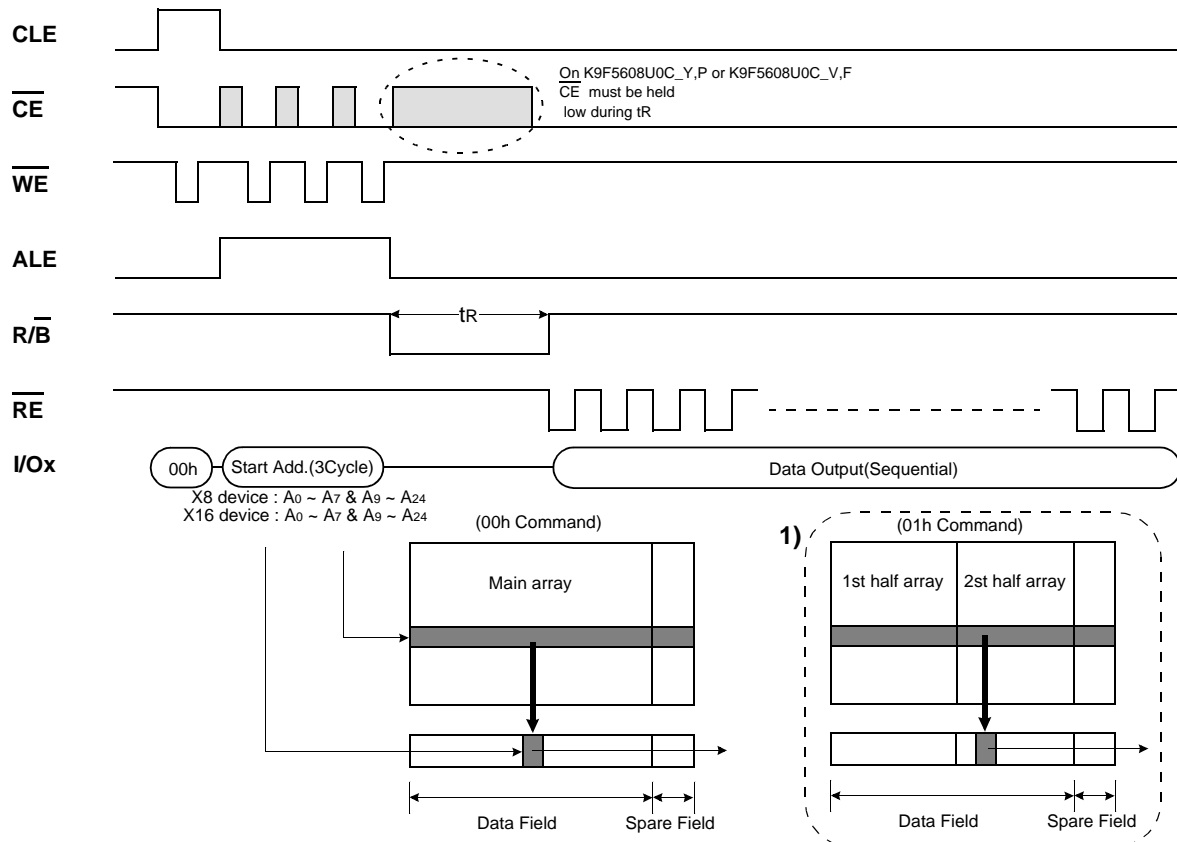 CLE
On K9F5608U0C_Y,P or K9F5608U0C_V,F
CE must be held
low during tR
CE
WE
ALE
R/B
tR
RE
I/Ox
00h
Start Add.(3Cycle)
Data Output(Sequential)
X8 device : A0 ~ A7 & A9 ~ A24
X16 device : A0 ~ A7 & A9 ~ A24
(00h Command)
Main array
Data Field
Spare Field
1)
(01h Command)
1st half array
2st half array
Data Field
Spare Field